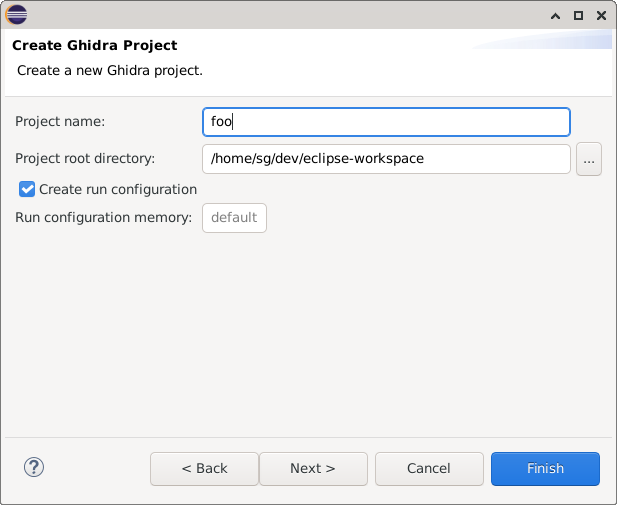 Create Ghidra Project
Create a new Ghidra project.
Project name: foo
Project root directory: /home/sg/dev/eclipse-workspace ...
Create run configuration
Run configuration memory: default
? < Back Next > Cancel Finish